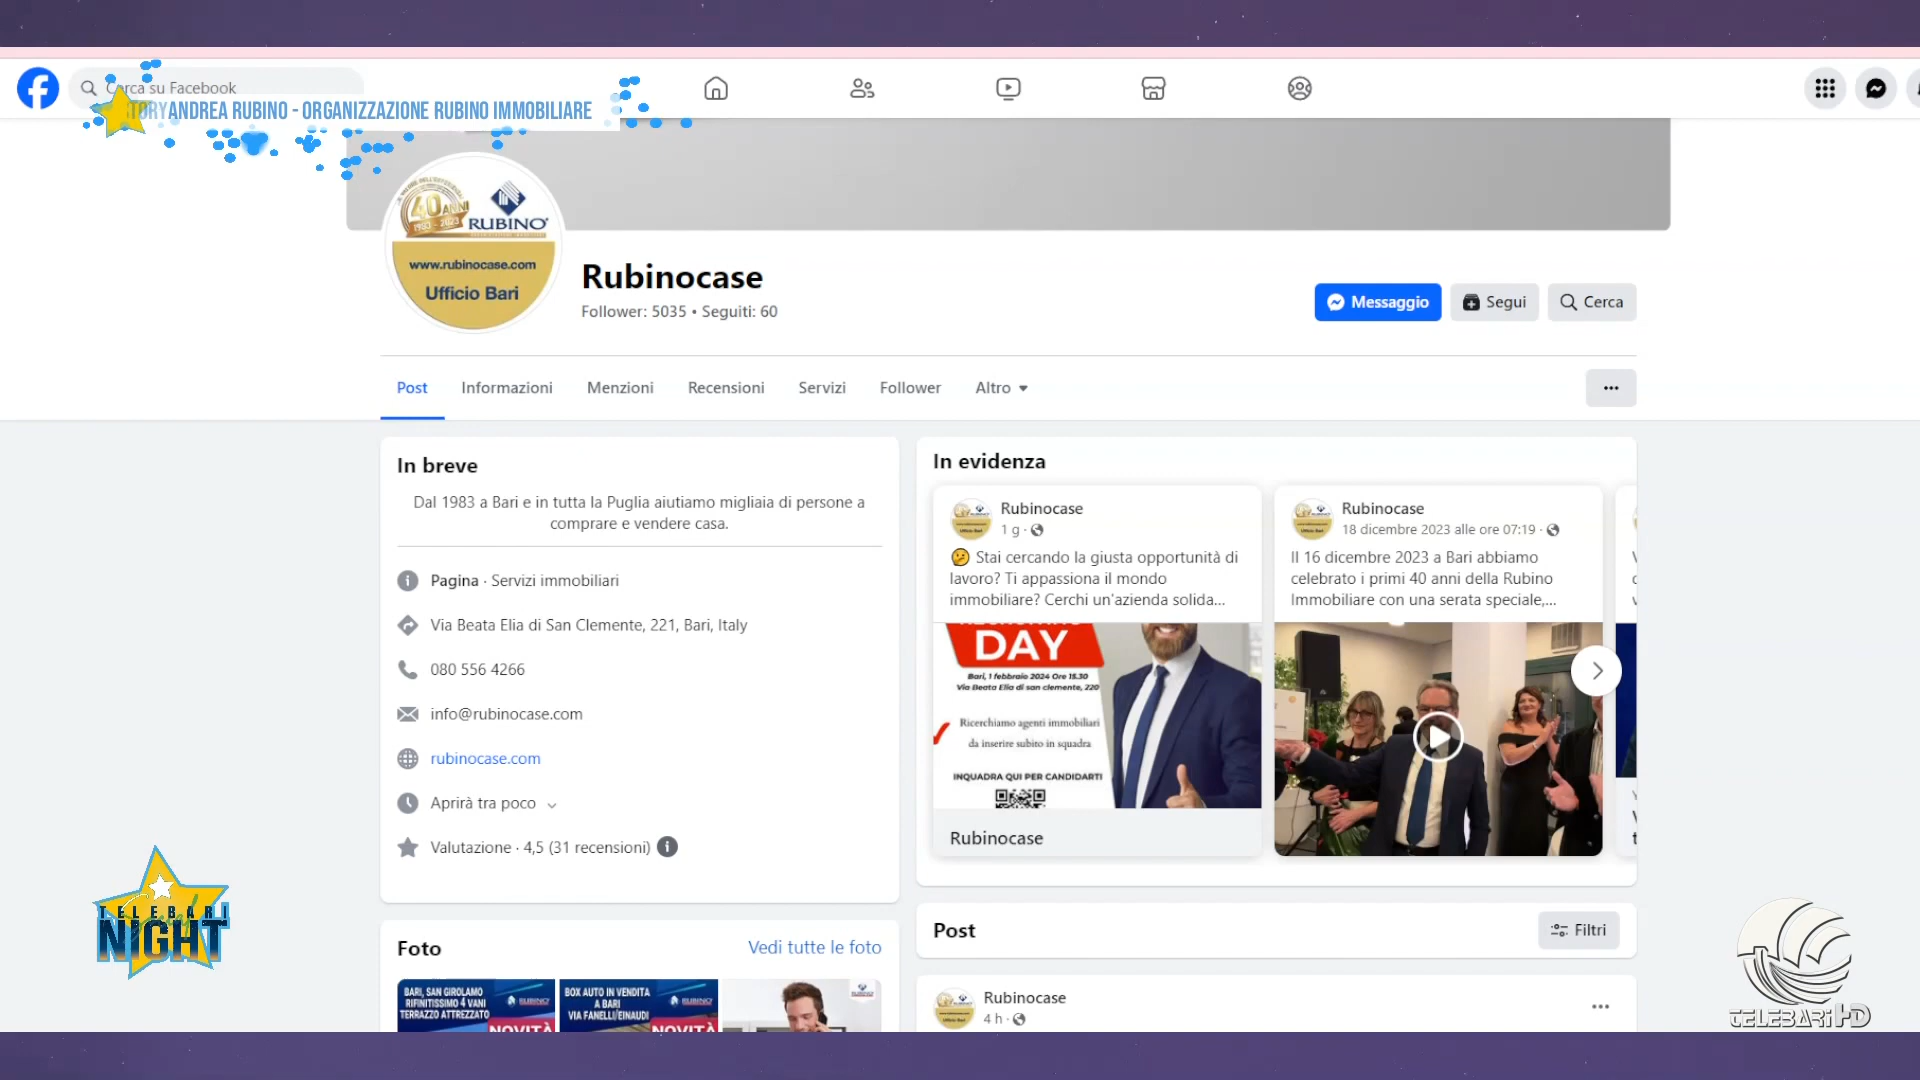 Cerca su Facebook
TORYANDREA RUBINO - ORGANIZZAZIONE RUBINO IMMOBILIARE
40 ANNI
1983 - 2023
RUBINO
www.rubinocase.com
Ufficio Bari
Rubinocase
Follower: 5035 • Seguiti: 60
Messaggio
Segui
Cerca
Post
Informazioni
Menzioni
Recensioni
Servizi
Follower
Altro
In breve
Dal 1983 a Bari e in tutta la Puglia aiutiamo migliaia di persone a
comprare e vendere casa.
Pagina · Servizi immobiliari
Via Beata Elia di San Clemente, 221, Bari, Italy
080 556 4266
info@rubinocase.com
rubinocase.com
Aprirà tra poco
Valutazione · 4,5 (31 recensioni)
In evidenza
Rubinocase
1 g
🤔 Stai cercando la giusta opportunità di
lavoro? Ti appassiona il mondo
immobiliare? Cerchi un'azienda solida...
DAY
Bari, 1 febbraio 2024 Ore 15.30
Via Beata Elia di san clemente, 220
Ricerchiamo agenti immobiliari
da inserire subito in squadra
INQUADRA QUI PER CANDIDARTI
Rubinocase
Rubinocase
18 dicembre 2023 alle ore 07:19
Il 16 dicembre 2023 a Bari abbiamo
celebrato i primi 40 anni della Rubino
Immobiliare con una serata speciale,...
Foto
Vedi tutte le foto
BARI, SAN GIROLAMO
RIFINITISSIMO 4 VANI
TERRAZZO ATTREZZATO
RUBINO
NOVITÀ
BOX AUTO IN VENDITA
A BARI
VIA FANELLI/EINAUDI
RUBINO
NOVITÀ
Post
Filtri
Rubinocase
4 h
TELEBARI
NIGHT
TELEBARI HD